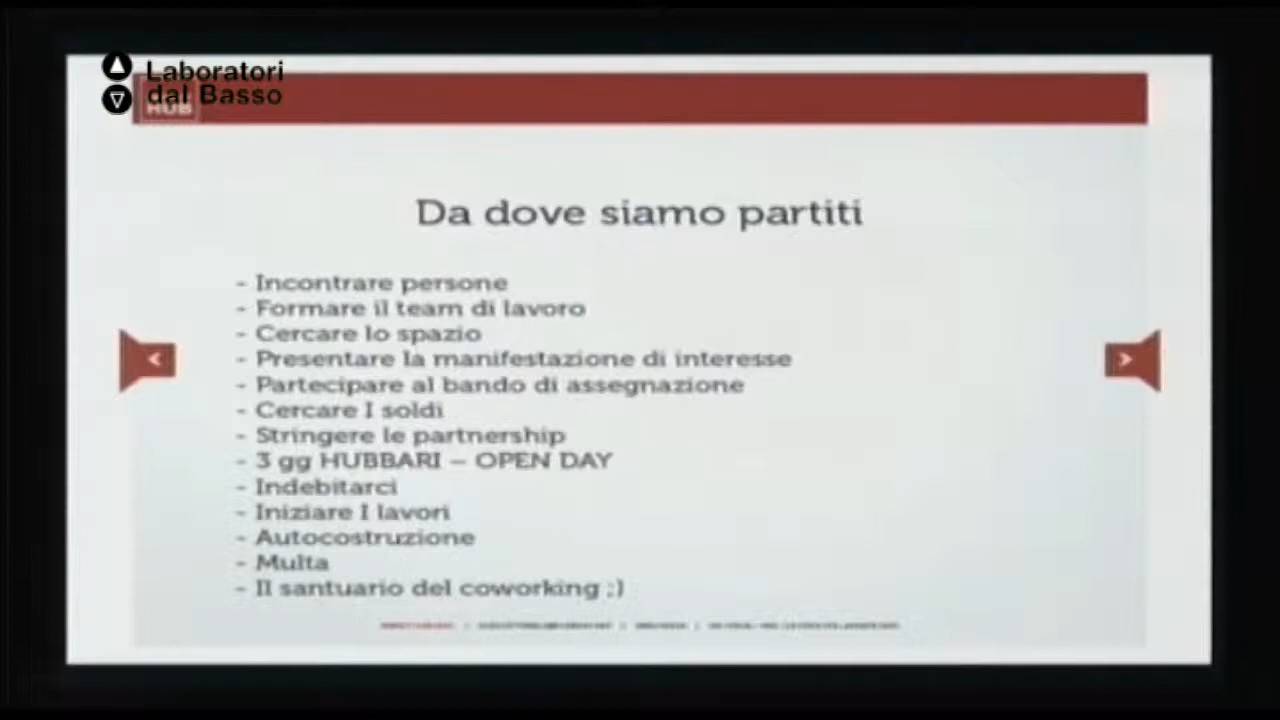 Laboratori
dal Basso
HUB
Da dove siamo partiti
- Incontrare persone
- Formare il team di lavoro
- Cercare lo spazio
- Presentare la manifestazione di interesse
- Partecipare al bando di assegnazione
- Cercare I soldi
- Stringere le partnership
- 3 gg HUBBARI – OPEN DAY
- Indebitarci
- Iniziare I lavori
- Autocostruzione
- Multa
- Il santuario del coworking ;)